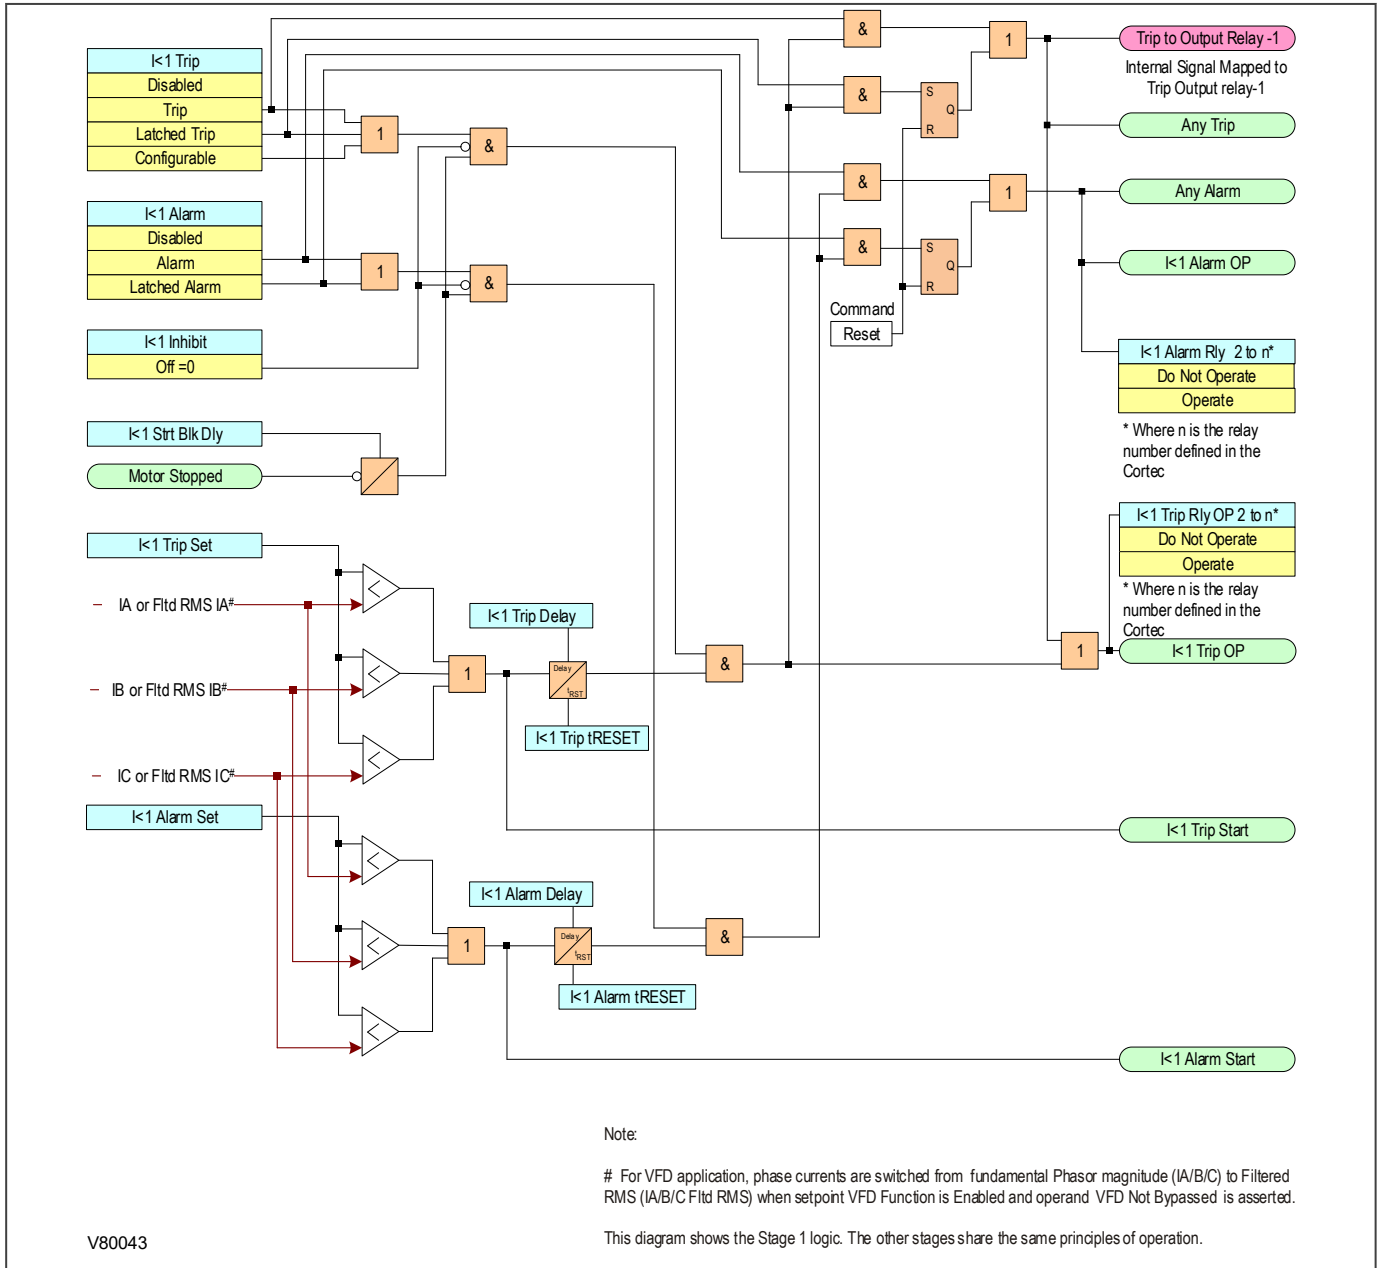 I<1 Trip
Disabled
Trip
Latched Trip
Configurable
I<1 Alarm
Disabled
Alarm
Latched Alarm
I<1 Inhibit
Off =0
I<1 Strt Blk Dly
Motor Stopped
I<1 Trip Set
IA or Fltd RMS IA#
IB or Fltd RMS IB#
IC or Fltd RMS IC#
I<1 Alarm Set
1
&
1
&
<
<
<
1
<
<
<
1
I<1 Trip Delay
Delay
tRST
I<1 Trip tRESET
I<1 Alarm Delay
Delay
tRST
I<1 Alarm tRESET
&
&
&
&
S
Q
R
1
&
&
S
Q
R
1
Command
Reset
1
Trip to Output Relay -1
Internal Signal Mapped to
Trip Output relay-1
Any Trip
Any Alarm
I<1 Alarm OP
I<1 Alarm Rly 2 to n*
Do Not Operate
Operate
* Where n is the relay
number defined in the
Cortec
I<1 Trip Rly OP 2 to n*
Do Not Operate
Operate
* Where n is the relay
number defined in the
Cortec
I<1 Trip OP
I<1 Trip Start
I<1 Alarm Start
Note:
# For VFD application, phase currents are switched from fundamental Phasor magnitude (IA/B/C) to Filtered
RMS (IA/B/C Fltd RMS) when setpoint VFD Function is Enabled and operand VFD Not Bypassed is asserted.
This diagram shows the Stage 1 logic. The other stages share the same principles of operation.
V80043